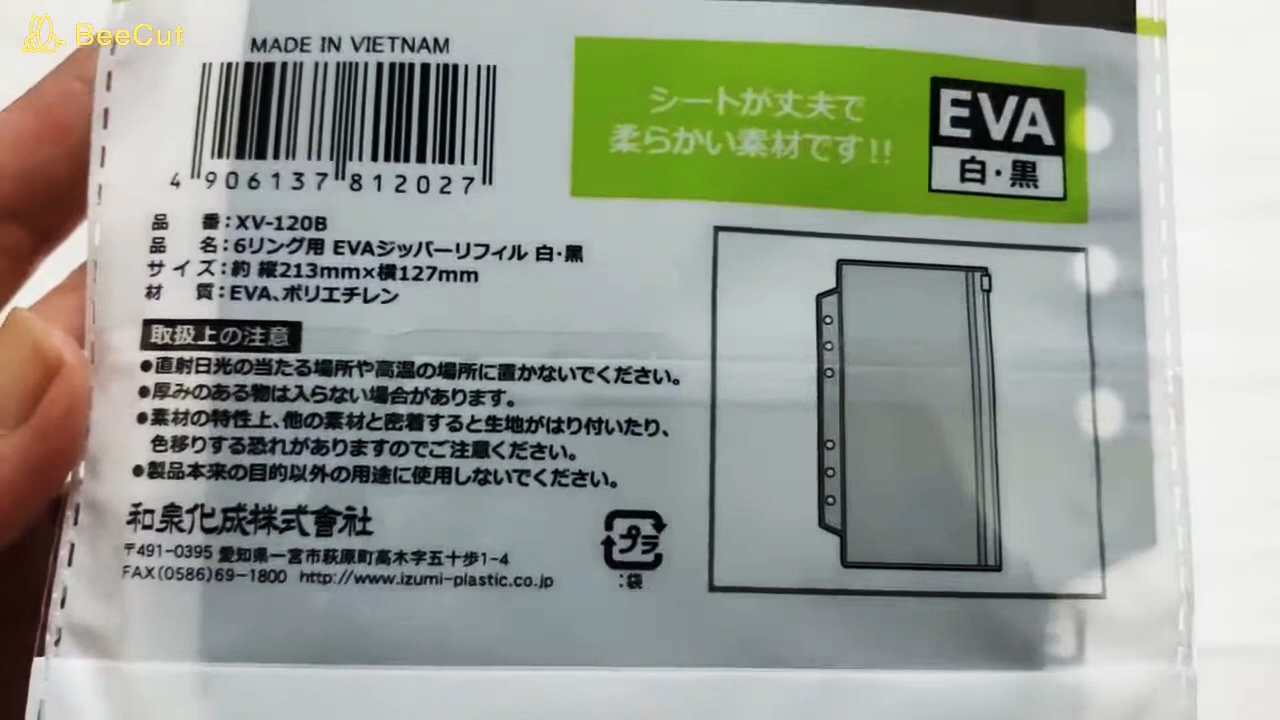 BeeCut
MADE IN VIETNAM
4 906137 812027
シートが丈夫で
柔らかい素材です!!
EVA
白・黒
品 番：XV-120B
品 名：6リング用 EVAジッパーリフィル 白・黒
サイズ：約 縦213mm×横127mm
材 質：EVA、ポリエチレン
取扱上の注意
●直射日光の当たる場所や高温の場所に置かないでください。
●厚みのある物は入らない場合があります。
●素材の特性上、他の素材と密着すると生地がはり付いたり、
色移りする恐れがありますのでご注意ください。
●製品本来の目的以外の用途に使用しないでください。
和泉化成株式會社
〒491-0395 愛知県一宮市萩原町高木字五十歩1-4
FAX(0586)69-1800 http://www.izumi-plastic.co.jp
プラ
：袋